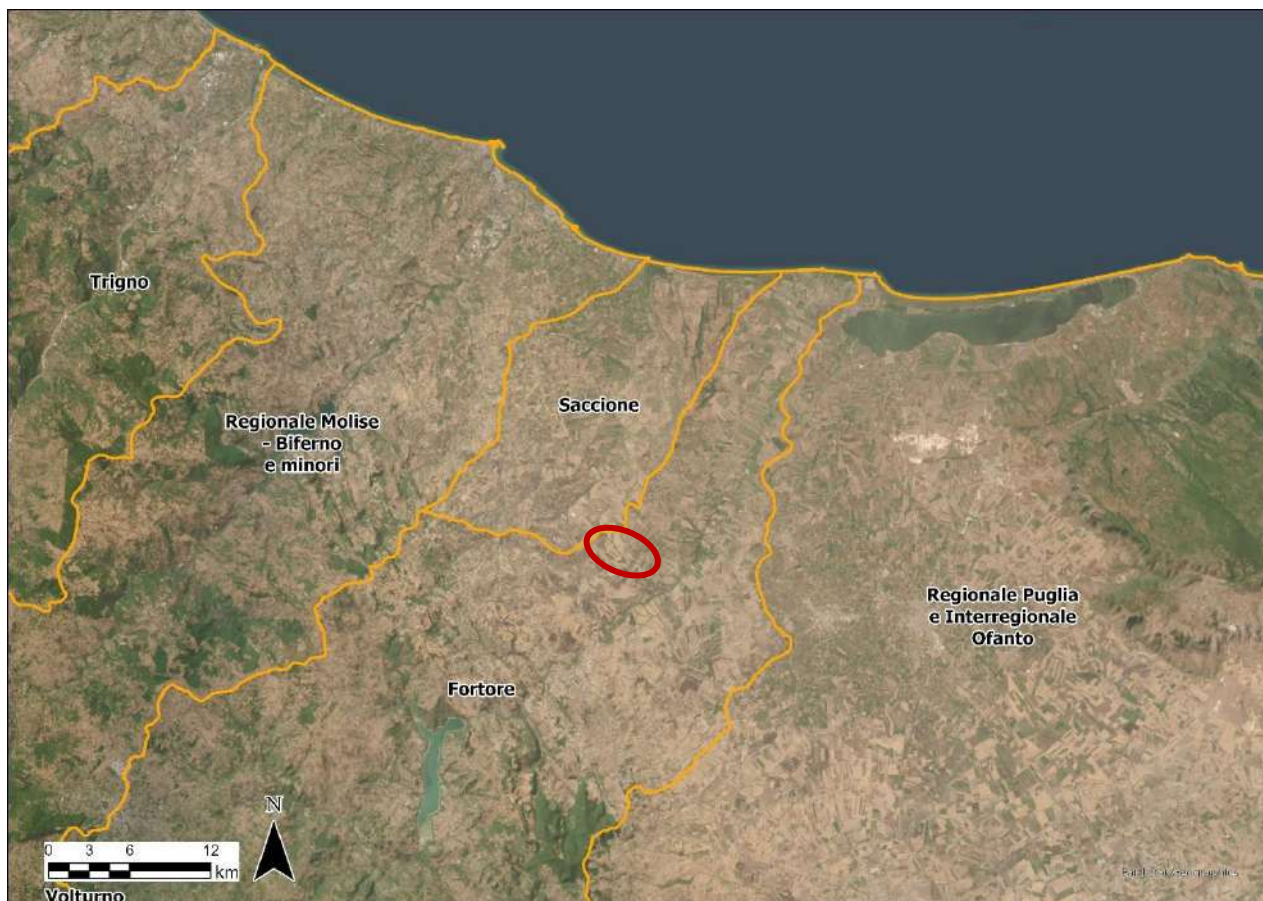 Trigno
Saccione
Regionale Molise
- Biferno
e minori
Regionale Puglia
e Interregionale
Ofanto
Fortore
N
0 3 6 12
km
Volturno